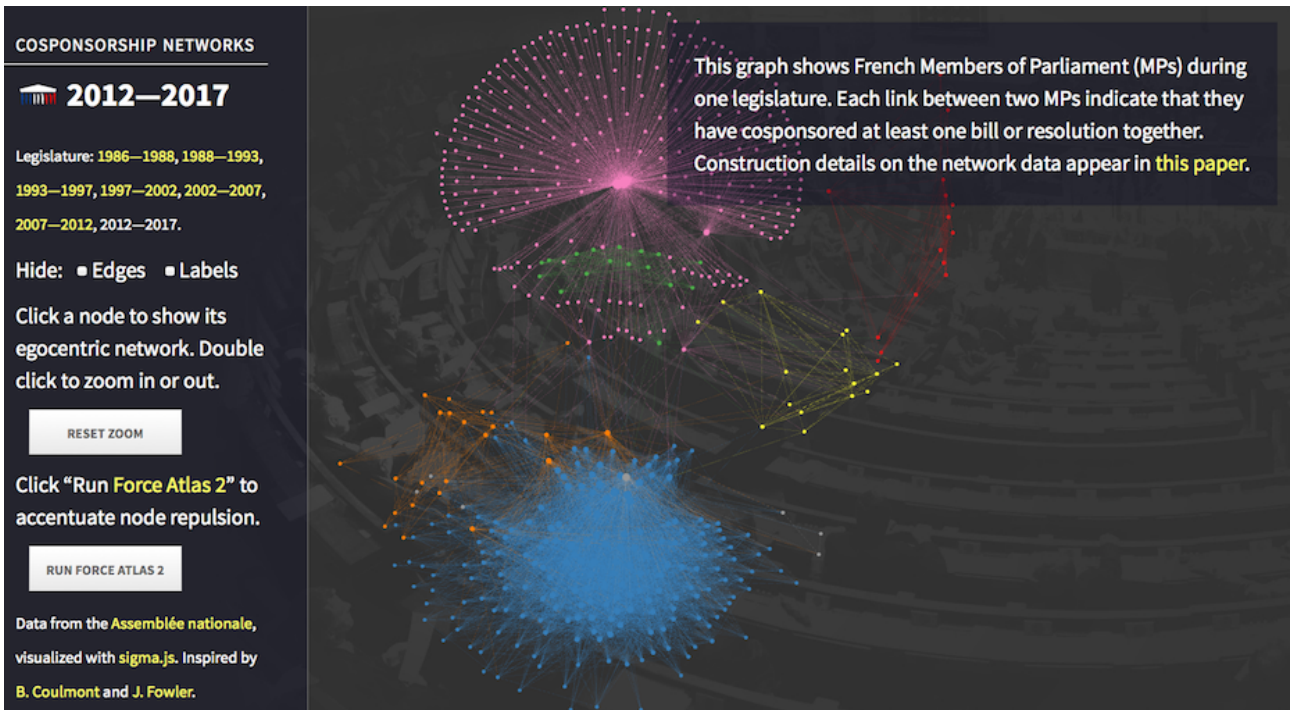 COSPONSORSHIP NETWORKS
2012—2017
Legislature: 1986—1988, 1988—1993,
1993—1997, 1997—2002, 2002—2007,
2007—2012, 2012—2017.
Hide: Edges Labels
Click a node to show its
egocentric network. Double
click to zoom in or out.
RESET ZOOM
Click “Run Force Atlas 2” to
accentuate node repulsion.
RUN FORCE ATLAS 2
Data from the Assemblée nationale,
visualized with sigma.js. Inspired by
B. Coulmont and J. Fowler.
This graph shows French Members of Parliament (MPs) during
one legislature. Each link between two MPs indicate that they
have cosponsored at least one bill or resolution together.
Construction details on the network data appear in this paper.